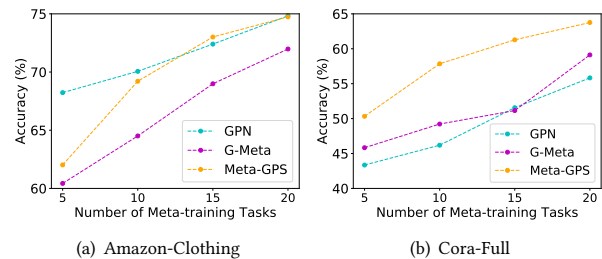 75
70
65
60
Accuracy (%)
5 10 15 20
Number of Meta-training Tasks
GPN
G-Meta
Meta-GPS
(a) Amazon-Clothing
65
60
55
50
45
40
Accuracy (%)
5 10 15 20
Number of Meta-training Tasks
GPN
G-Meta
Meta-GPS
(b) Cora-Full